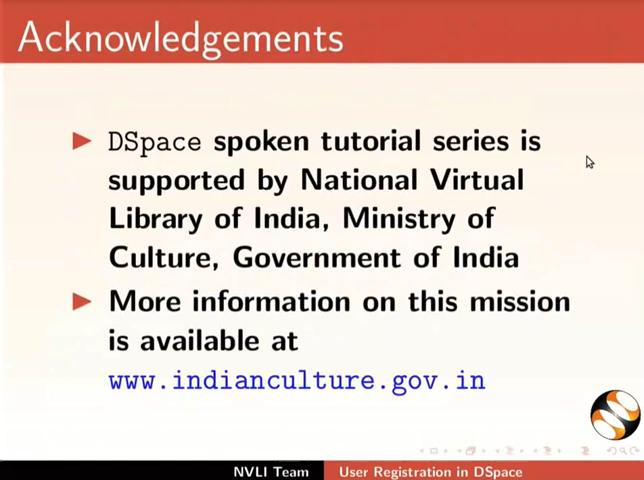 Acknowledgements
DSpace spoken tutorial series is
supported by National Virtual
Library of India, Ministry of
Culture, Government of India
More information on this mission
is available at
www.indianculture.gov.in
NVLI Team User Registration in DSpace